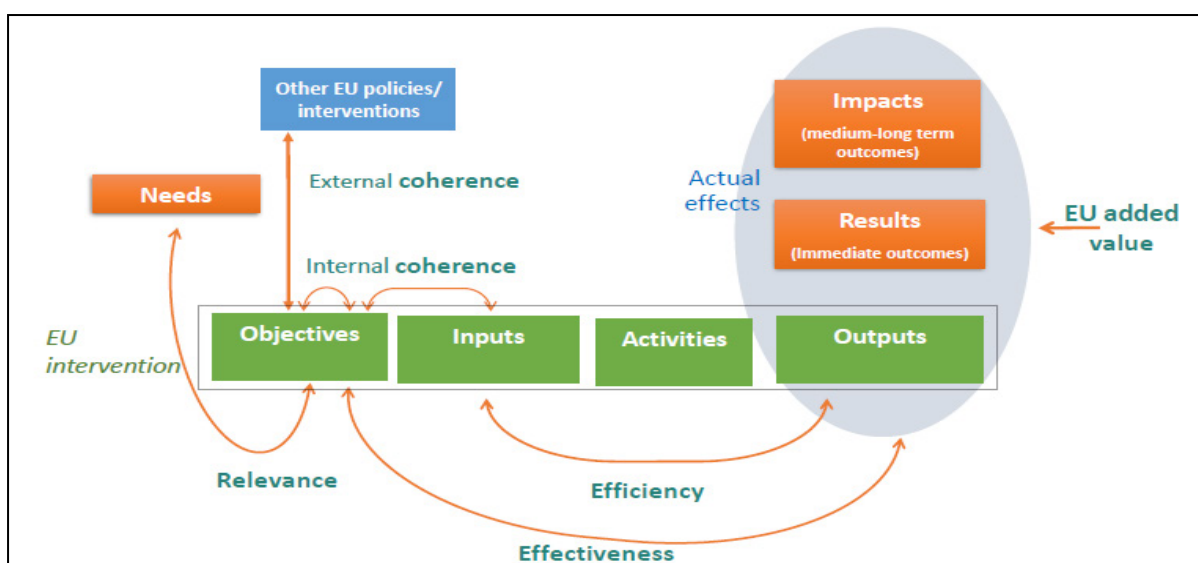 Other EU policies/
interventions
Impacts
(medium-long term
outcomes)
External coherence
Actual
effects
Needs
Results
(Immediate outcomes)
EU added
value
Internal coherence
EU
intervention
Objectives
Inputs
Activities
Outputs
Relevance
Efficiency
Effectiveness